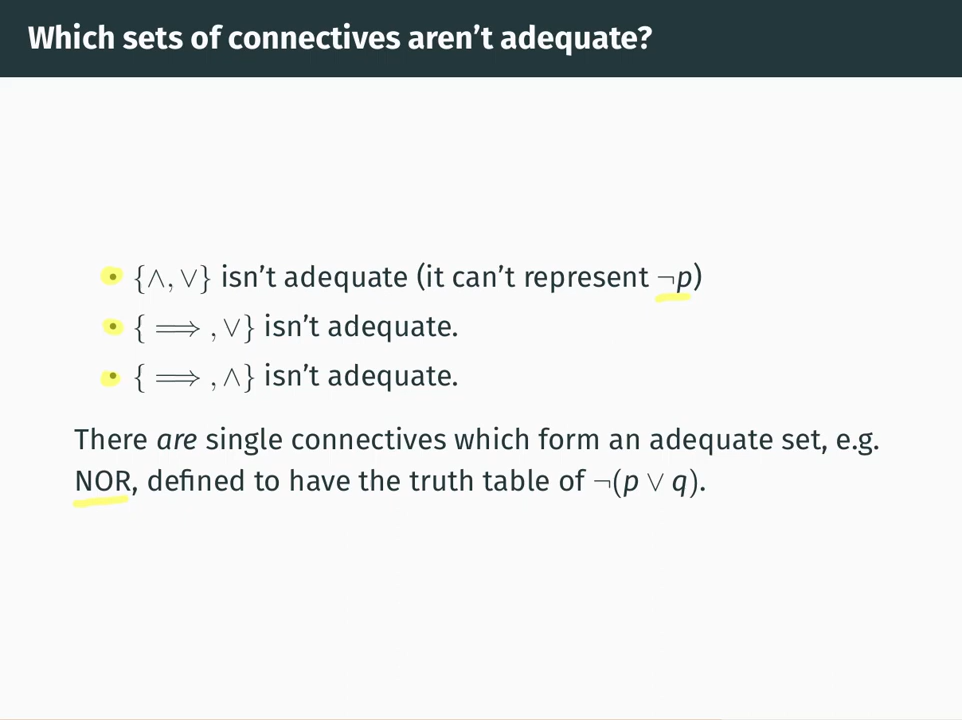 Which sets of connectives aren't adequate?
• {∧, ∨} isn't adequate (it can't represent ¬p)
• { ⟹ , ∨} isn't adequate.
• { ⟹ , ∧} isn't adequate.
There are single connectives which form an adequate set, e.g.
NOR, defined to have the truth table of ¬(p ∨ q).